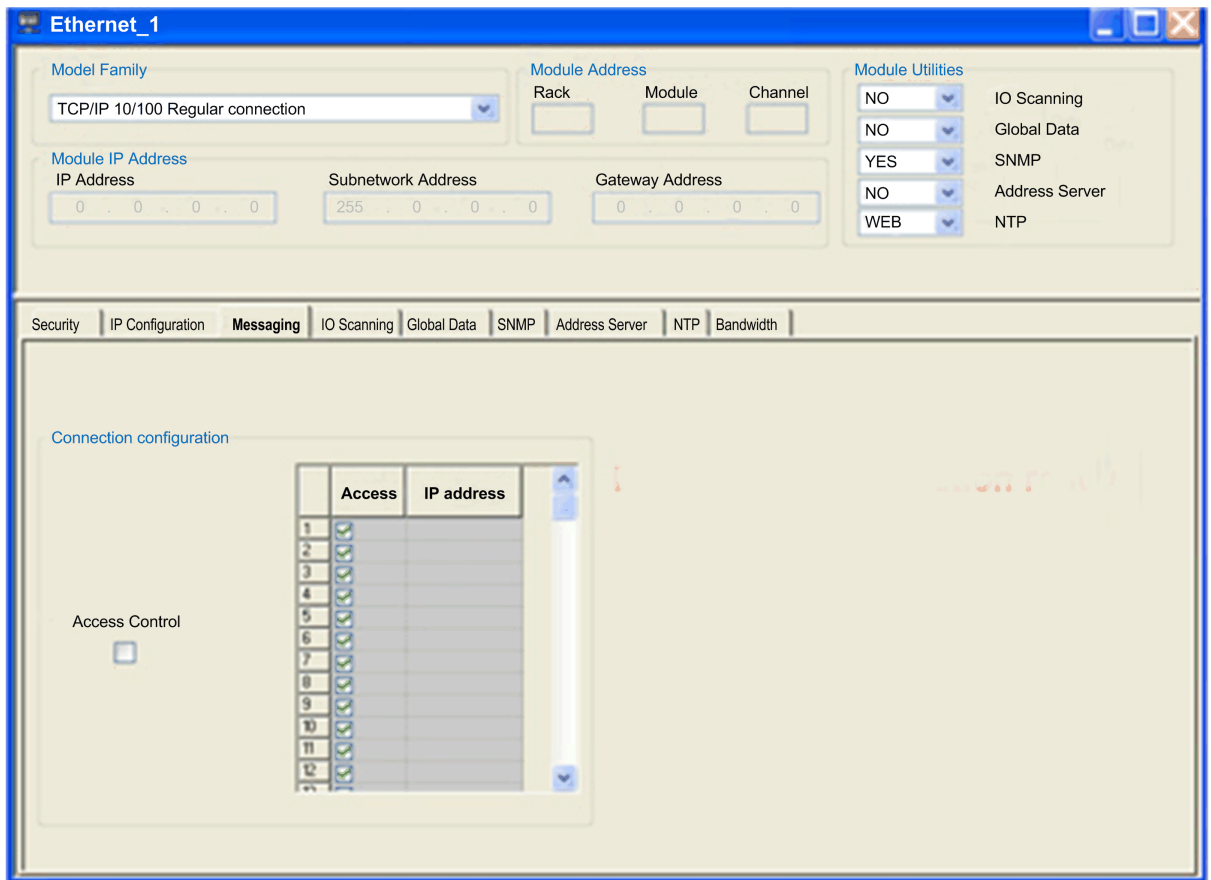 Ethernet_1
Model Family
TCP/IP 10/100 Regular connection
Module Address
Rack Module Channel
Module Utilities
NO IO Scanning
NO Global Data
YES SNMP
NO Address Server
WEB NTP
Module IP Address
IP Address Subnetwork Address Gateway Address
0 . 0 . 0 . 0 255 . 0 . 0 . 0 0 . 0 . 0 . 0
Security IP Configuration Messaging IO Scanning Global Data SNMP Address Server NTP Bandwidth
Connection configuration
Access IP address
1
2
3
4
5
6
7
8
9
10
11
12
Access Control